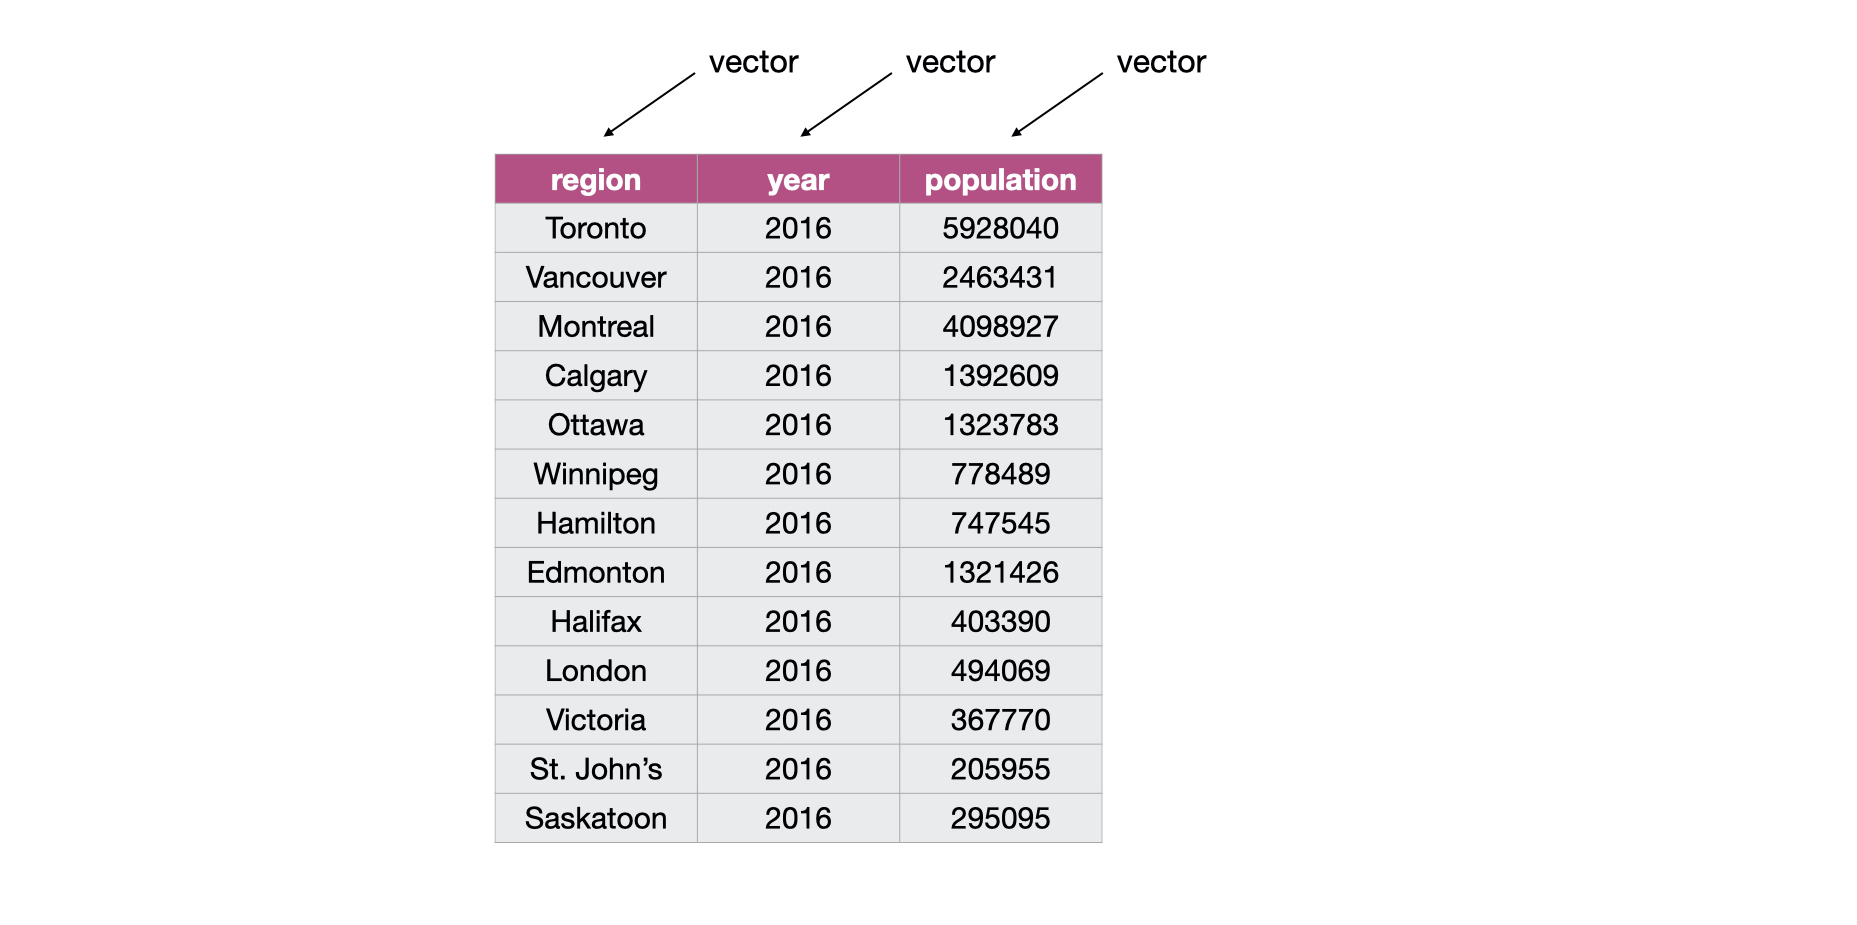 vector vector vector
region year population
Toronto 2016 5928040
Vancouver 2016 2463431
Montreal 2016 4098927
Calgary 2016 1392609
Ottawa 2016 1323783
Winnipeg 2016 778489
Hamilton 2016 747545
Edmonton 2016 1321426
Halifax 2016 403390
London 2016 494069
Victoria 2016 367770
St. John’s 2016 205955
Saskatoon 2016 295095